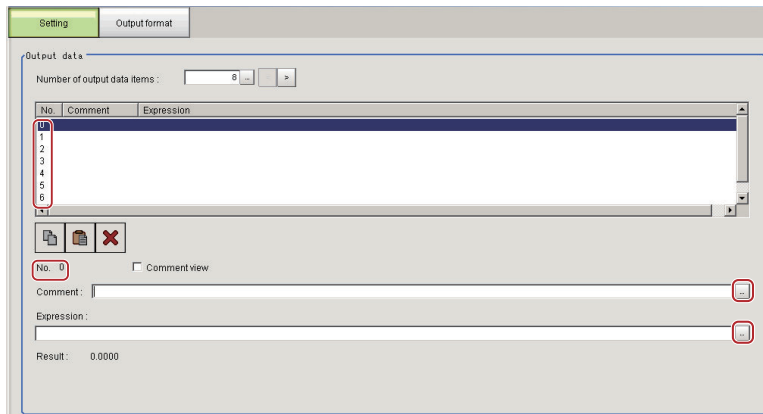 Setting Output format
Output data
Number of output data items : 8 .. >
No. Comment Expression
0
1
2
3
4
5
6
No. 0 Comment view
Comment : ..
Expression :
..
Result : 0.0000